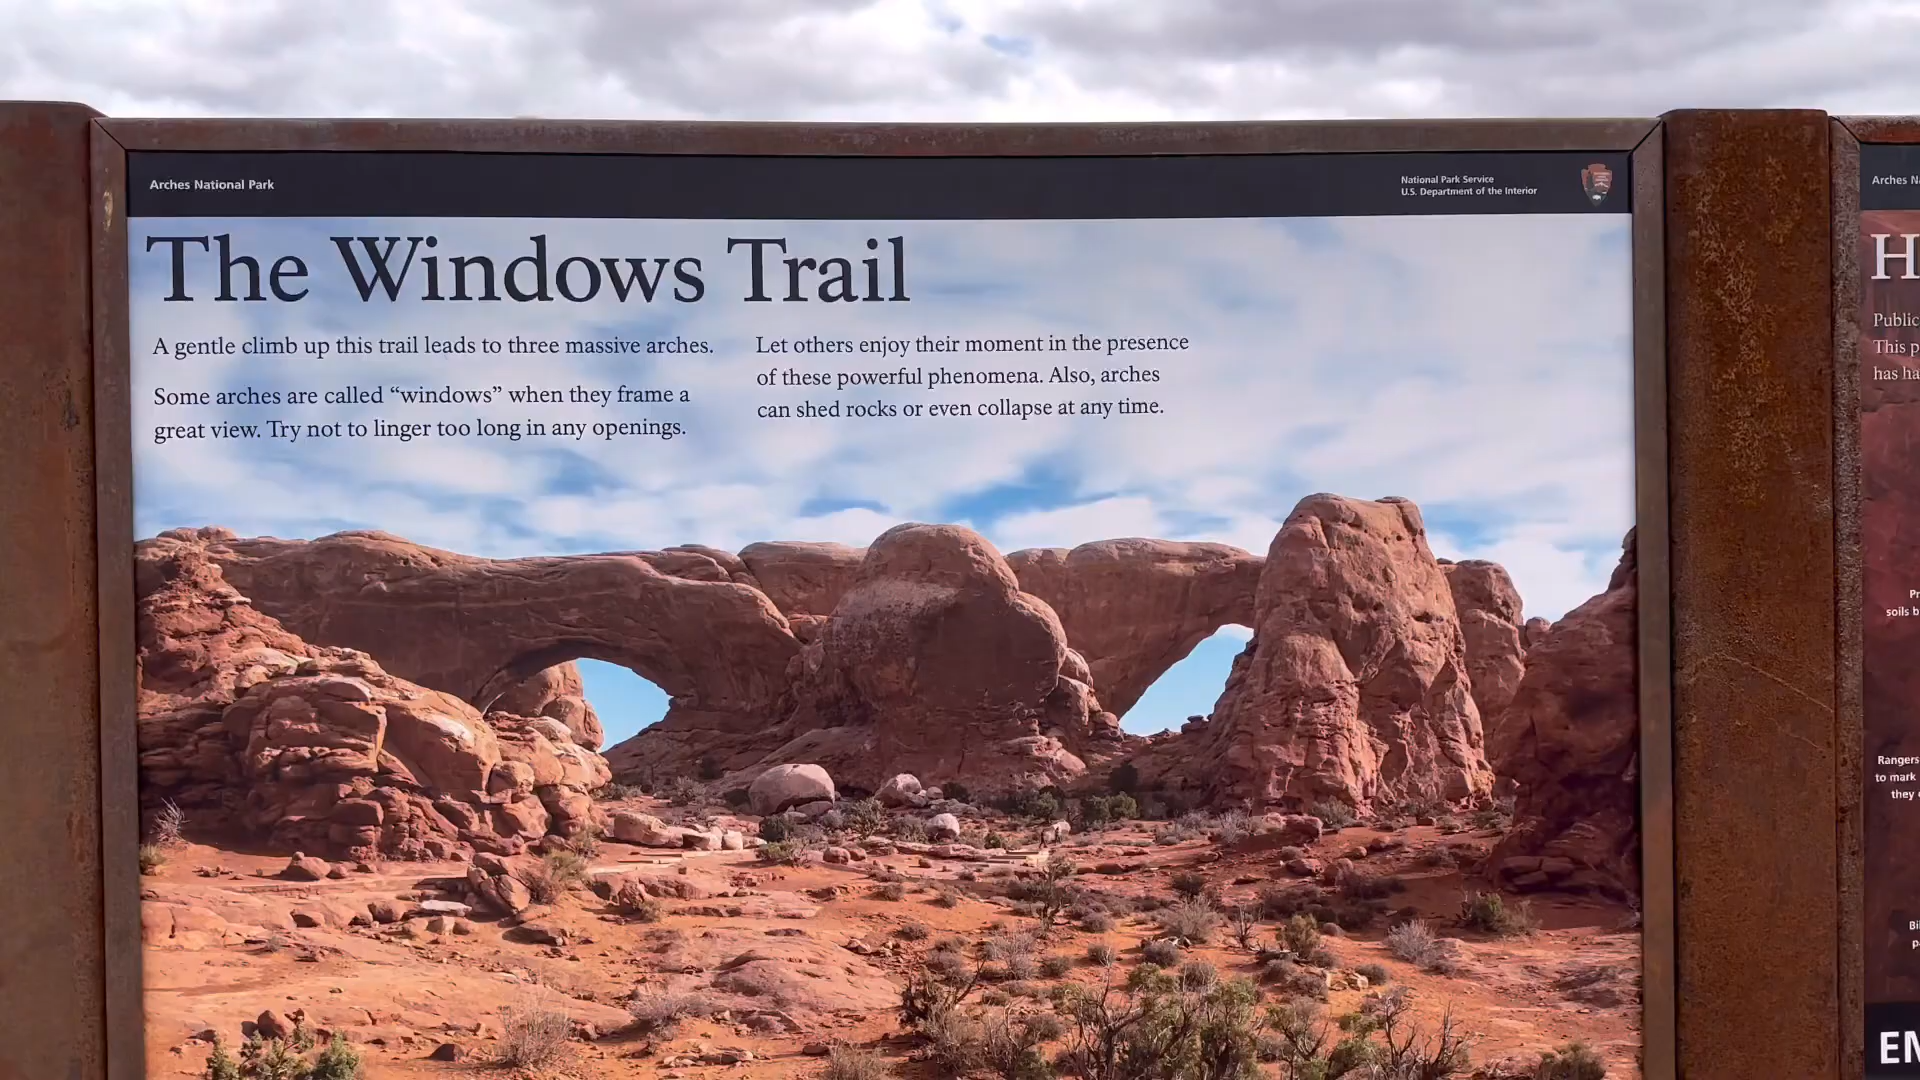 Arches National Park
National Park Service
U.S. Department of the Interior
The Windows Trail
A gentle climb up this trail leads to three massive arches.
Some arches are called “windows” when they frame a
great view. Try not to linger too long in any openings.
Let others enjoy their moment in the presence
of these powerful phenomena. Also, arches
can shed rocks or even collapse at any time.
Arches
H
Public
This
has
soils
Rangers
to mark
they